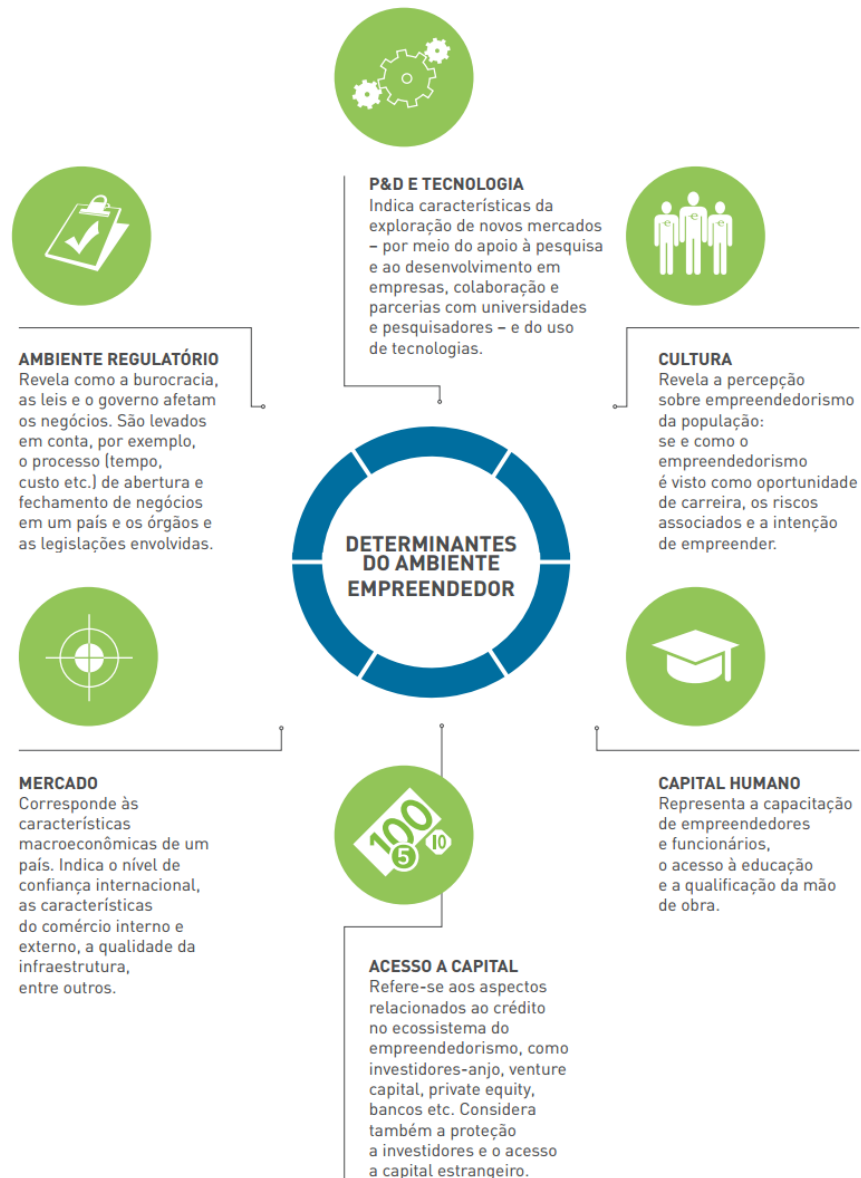 P&D E TECNOLOGIA
Indica características da
exploração de novos mercados
– por meio do apoio à pesquisa
e ao desenvolvimento em
empresas, colaboração e
parcerias com universidades
e pesquisadores – e do uso
de tecnologias.
AMBIENTE REGULATÓRIO
Revela como a burocracia,
as leis e o governo afetam
os negócios. São levados
em conta, por exemplo,
o processo (tempo,
custo etc.) de abertura e
fechamento de negócios
em um país e os órgãos e
as legislações envolvidas.
e e e
CULTURA
Revela a percepção
sobre empreendedorismo
da população:
se e como o
empreendedorismo
é visto como oportunidade
de carreira, os riscos
associados e a intenção
de empreender.
DETERMINANTES
DO AMBIENTE
EMPREENDEDOR
MERCADO
Corresponde às
características
macroeconômicas de um
país. Indica o nível de
confiança internacional,
as características
do comércio interno e
externo, a qualidade da
infraestrutura,
entre outros.
100
5
10
ACESSO A CAPITAL
Refere-se aos aspectos
relacionados ao crédito
no ecossistema do
empreendedorismo, como
investidores-anjo, venture
capital, private equity,
bancos etc. Considera
também a proteção
a investidores e o acesso
a capital estrangeiro.
CAPITAL HUMANO
Representa a capacitação
de empreendedores
e funcionários,
o acesso à educação
e a qualificação da mão
de obra.